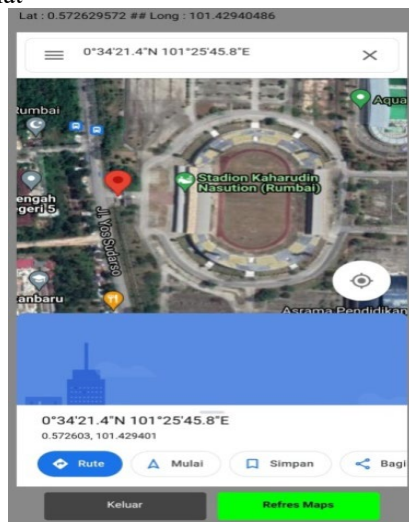 at
Lat : 0.572629572 ## Long : 101.42940486
0°34'21.4"N 101°25'45.8"E
Rumbai
Aqua
Stadion Kaharudin
Nasution (Rumbai)
engah
geri 5
Jl. Yos Sudarso
anbaru
Asrama Pendidikan
0°34'21.4"N 101°25'45.8"E
0.572603, 101.429401
Rute
Mulai
Simpan
Bagi
Keluar
Refres Maps